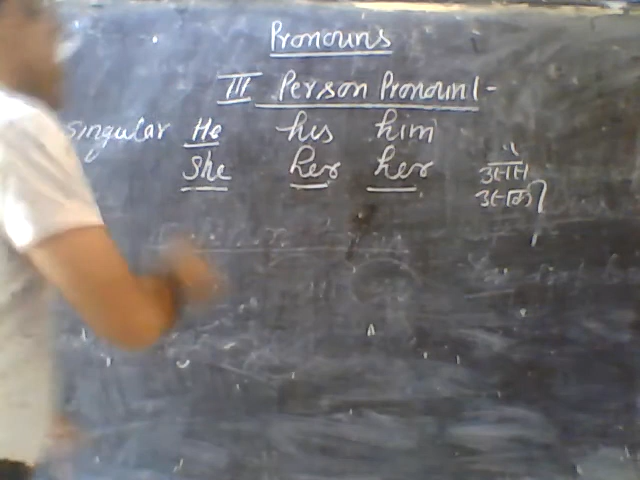 Pronouns
III Person Pronoun -
Singular He his him
She her her